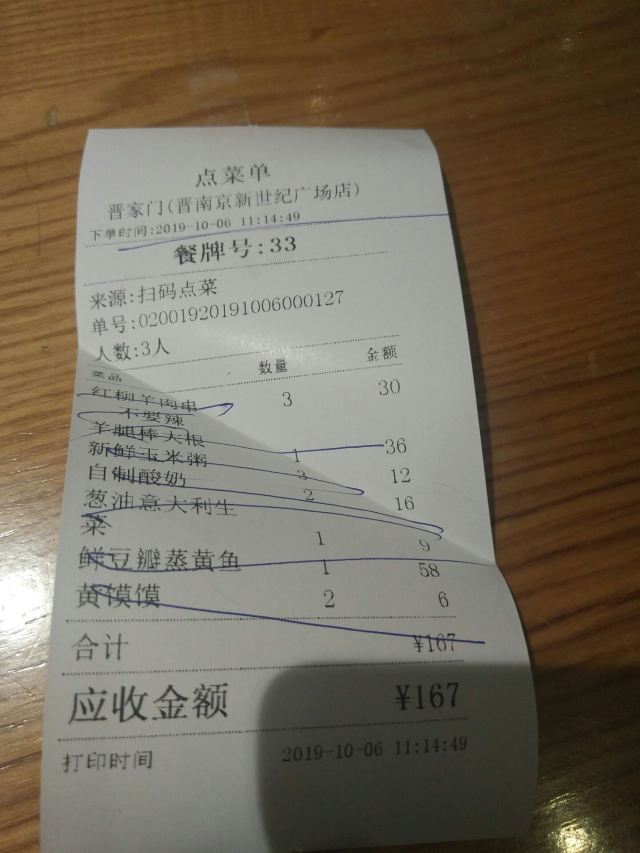 点菜单
晋家门(晋南京新世纪广场店)
下单时间:2019-10-06 11:14:49
餐牌号:33
来源:扫码点菜
单号:020019201910060000127
人数:3人
菜品 数量 金额
红柳羊肉串 3 30
不要辣
羊腿棒大根 1 36
新鲜玉米粥 3 12
自制酸奶 2 16
葱油意大利生
菜 1 9
鲜豆瓣蒸黄鱼 1 58
黄馍馍 2 6
合计 ¥167
应收金额 ¥167
打印时间 2019-10-06 11:14:49